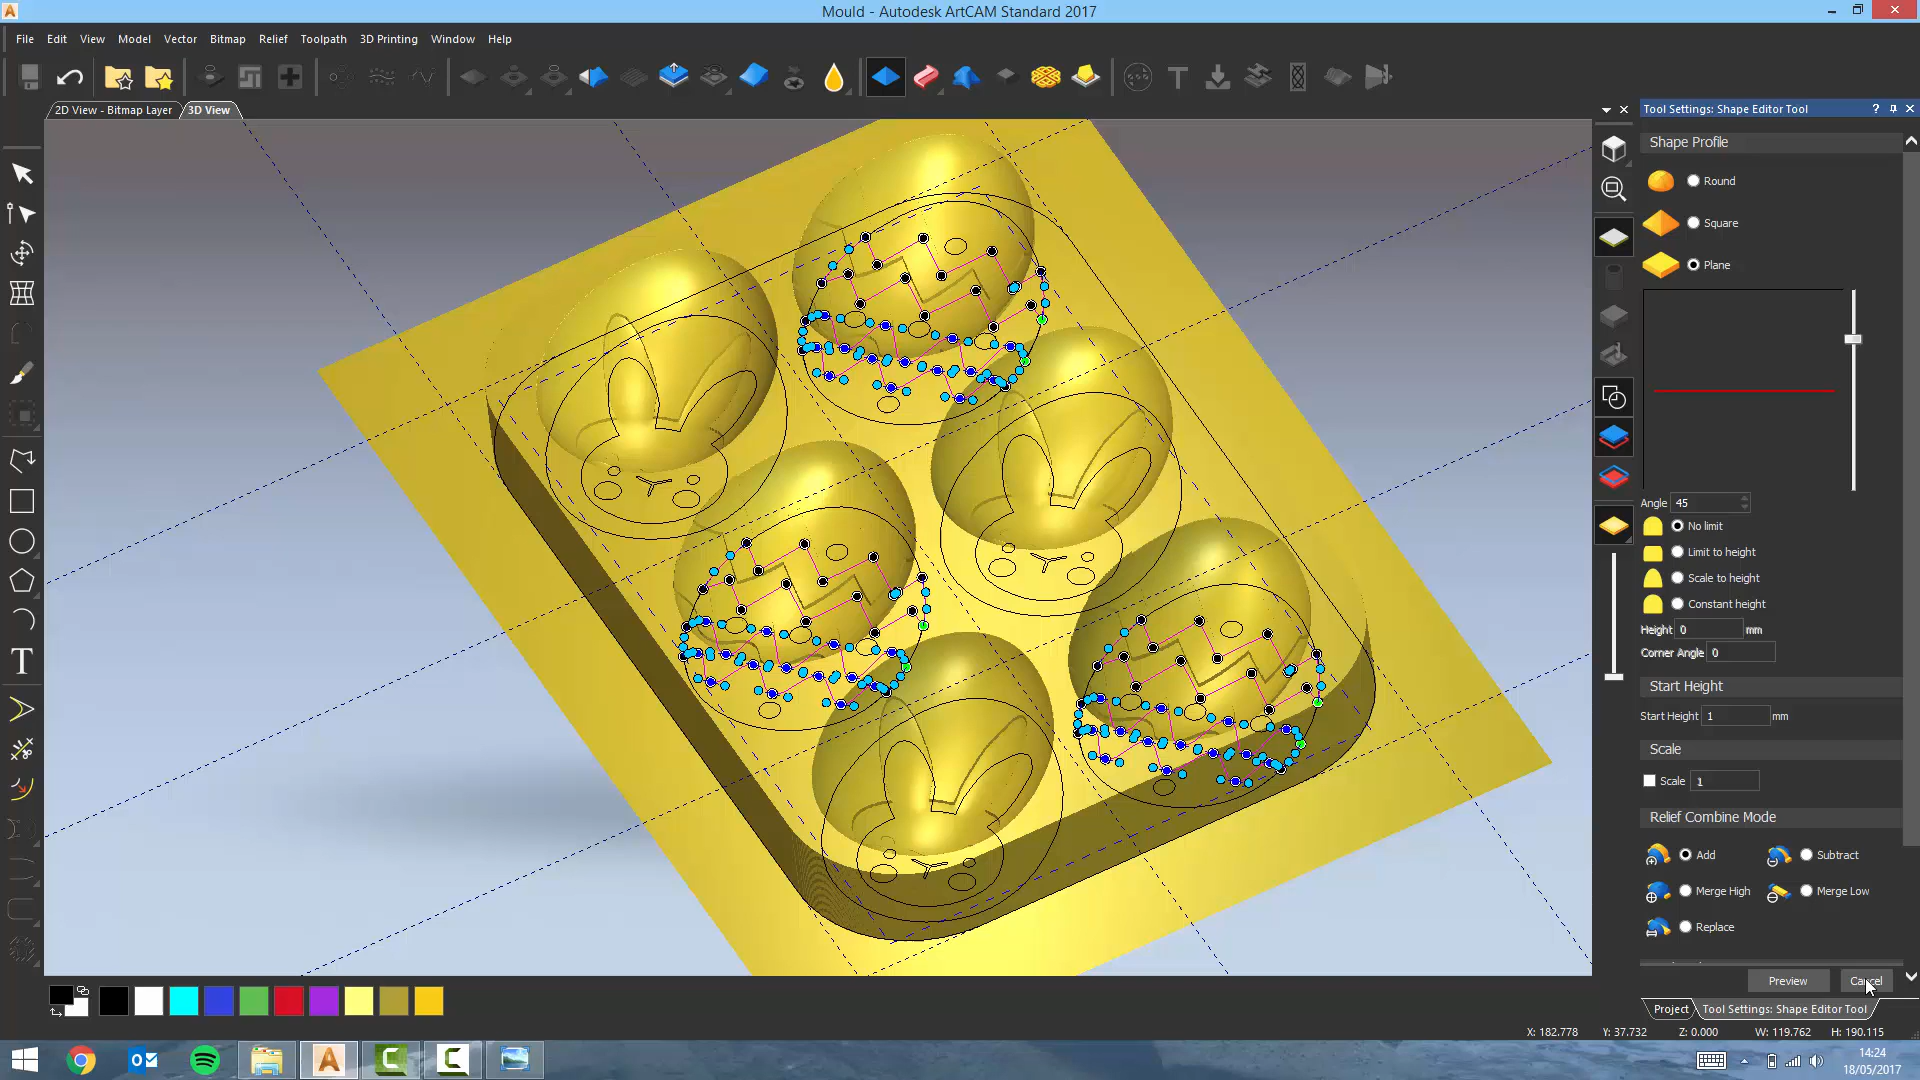 Mould - Autodesk ArtCAM Standard 2017
File Edit View Model Vector Bitmap Relief Toolpath 3D Printing Window Help
2D View - Bitmap Layer 3D View
Tool Settings: Shape Editor Tool
Shape Profile
Round
Square
Plane
Angle 45
No limit
Limit to height
Scale to height
Constant height
Height 0 mm
Corner Angle 0
Start Height
Start Height 1 mm
Scale
Scale 1
Relief Combine Mode
Add Subtract
Merge High Merge Low
Replace
Preview Cancel
Project Tool Settings: Shape Editor Tool
X: 182.778 Y: 37.732 Z: 0.000 W: 119.762 H: 190.115
14:24
18/05/2017